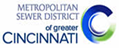 METROPOLITAN
SEWER DISTRICT
of greater
CINCINNATI